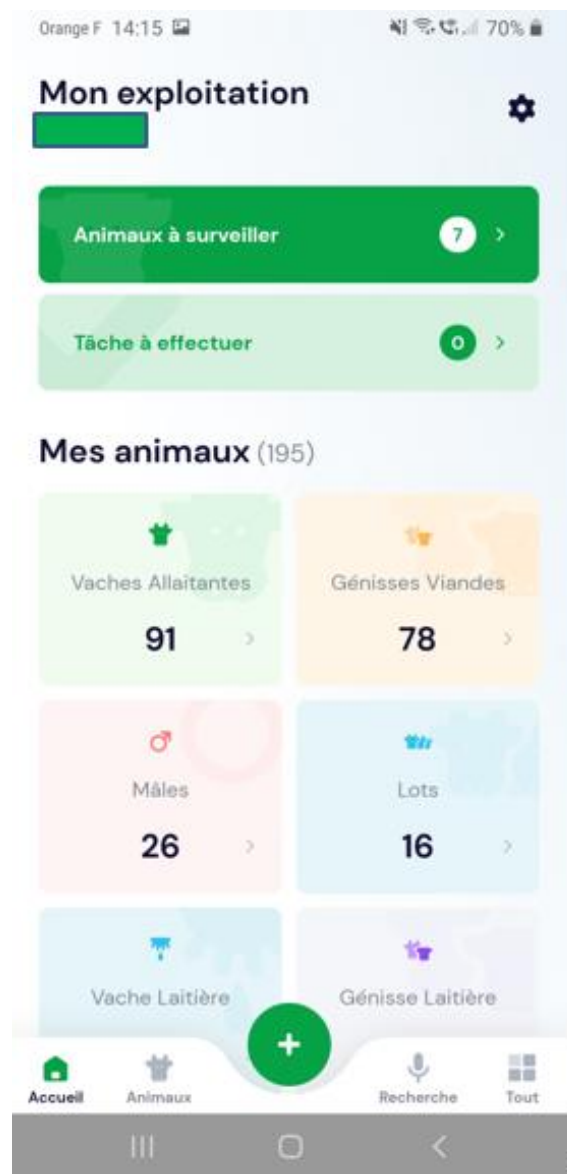 Orange F 14:15 70%
Mon exploitation
Animaux à surveiller 7
Tâche à effectuer 0
Mes animaux (195)
Vaches Allaitantes Génisses Viandes
91 78
Mâles Lots
26 16
Vache Laitière Génisse Laitière
+
Accueil Animaux Recherche Tout